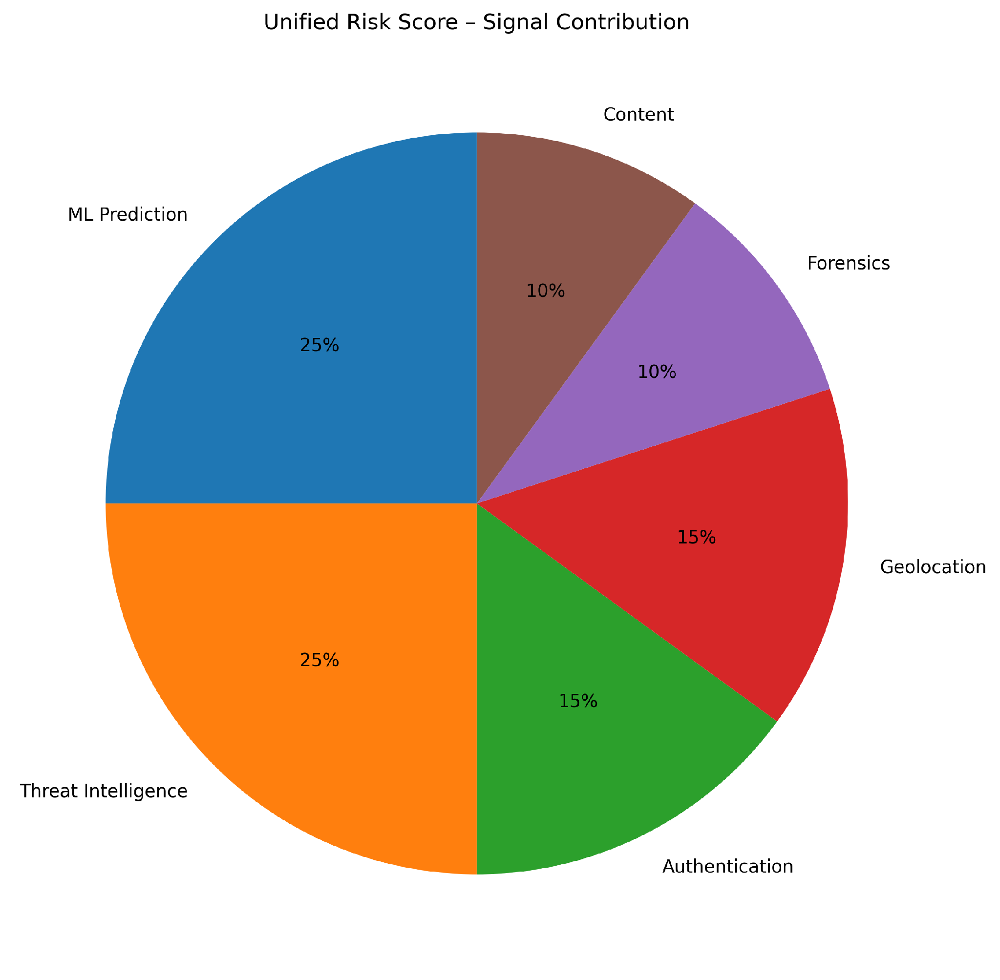 Unified Risk Score – Signal Contribution
Content
ML Prediction
Forensics
10%
25%
10%
15%
Geolocation
25%
15%
Threat Intelligence
Authentication